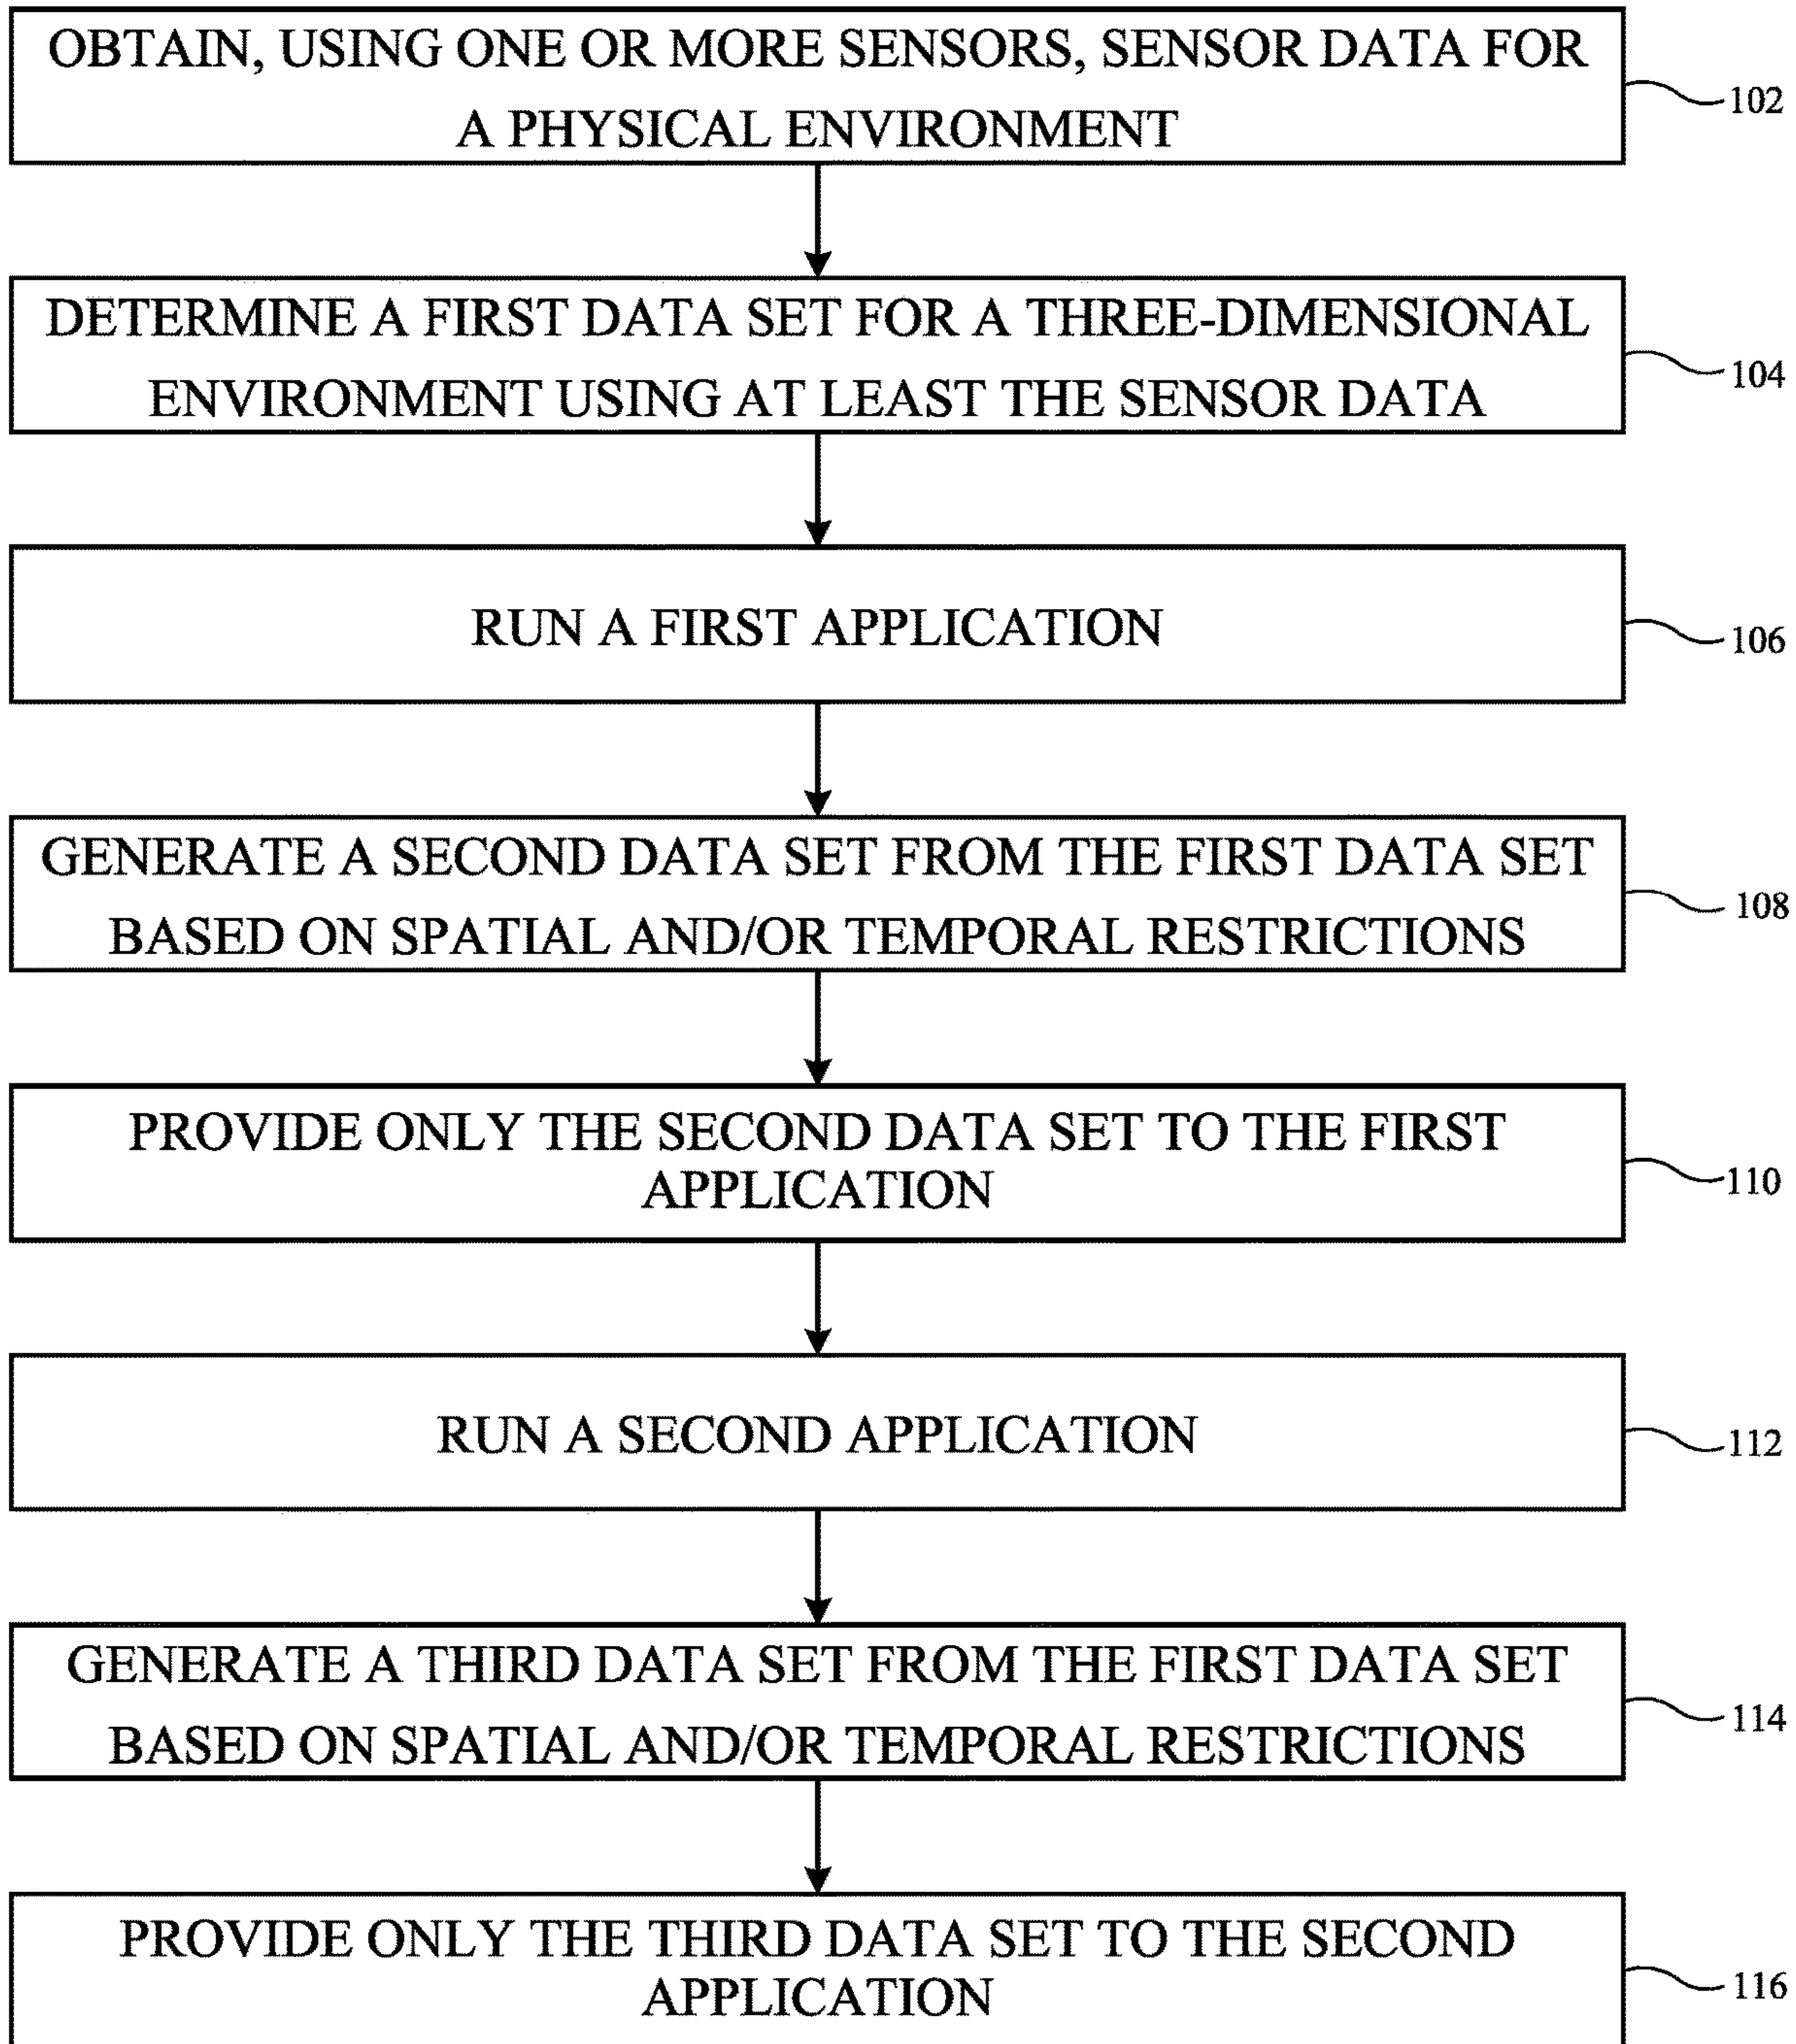 OBTAIN, USING ONE OR MORE SENSORS, SENSOR DATA FOR
A PHYSICAL ENVIRONMENT
102
DETERMINE A FIRST DATA SET FOR A THREE-DIMENSIONAL
ENVIRONMENT USING AT LEAST THE SENSOR DATA
104
RUN A FIRST APPLICATION
106
GENERATE A SECOND DATA SET FROM THE FIRST DATA SET
BASED ON SPATIAL AND/OR TEMPORAL RESTRICTIONS
108
PROVIDE ONLY THE SECOND DATA SET TO THE FIRST
APPLICATION
110
RUN A SECOND APPLICATION
112
GENERATE A THIRD DATA SET FROM THE FIRST DATA SET
BASED ON SPATIAL AND/OR TEMPORAL RESTRICTIONS
114
PROVIDE ONLY THE THIRD DATA SET TO THE SECOND
APPLICATION
116